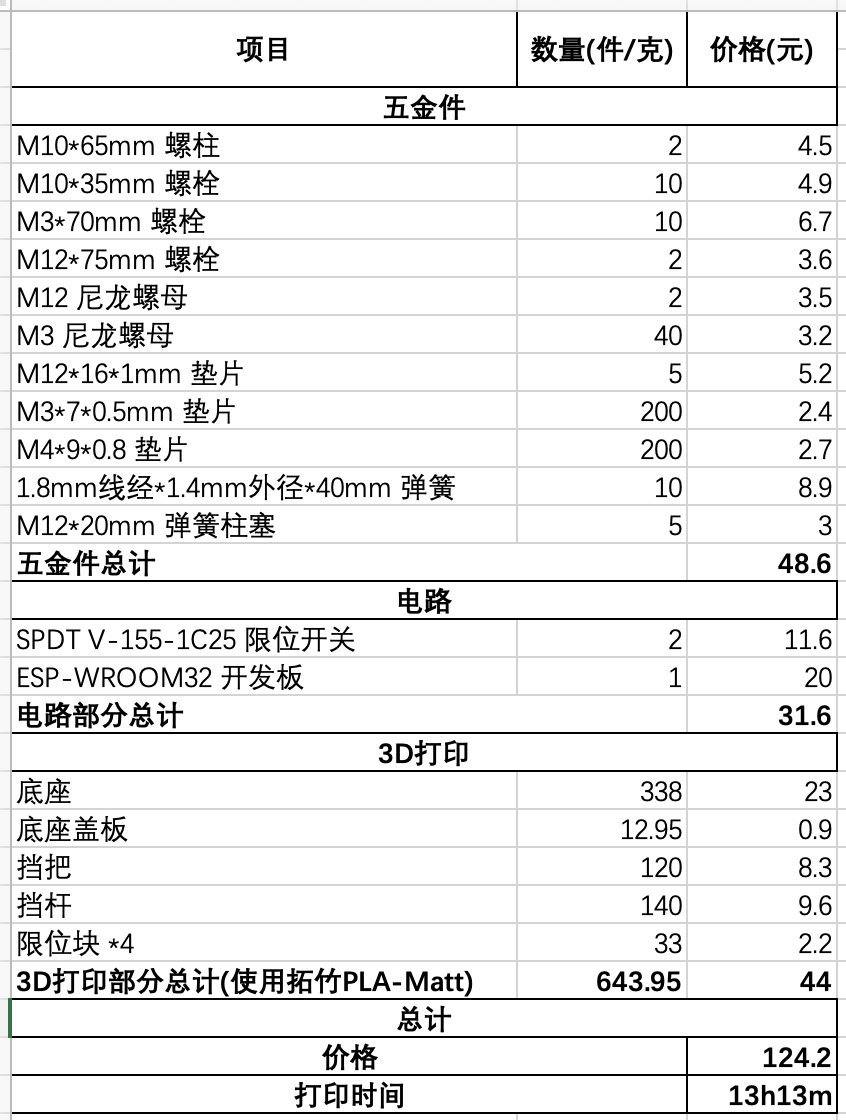 项目 数量(件/克) 价格(元)
五金件
M10*65mm 螺柱 2 4.5
M10*35mm 螺栓 10 4.9
M3*70mm 螺栓 10 6.7
M12*75mm 螺栓 2 3.6
M12 尼龙螺母 2 3.5
M3 尼龙螺母 40 3.2
M12*16*1mm 垫片 5 5.2
M3*7*0.5mm 垫片 200 2.4
M4*9*0.8 垫片 200 2.7
1.8mm线经*1.4mm外径*40mm 弹簧 10 8.9
M12*20mm 弹簧柱塞 5 3
五金件总计 48.6
电路
SPDT V-155-1C25 限位开关 2 11.6
ESP-WROOM32 开发板 1 20
电路部分总计 31.6
3D打印
底座 338 23
底座盖板 12.95 0.9
挡把 120 8.3
挡杆 140 9.6
限位块 *4 33 2.2
3D打印部分总计(使用拓竹PLA-Matt) 643.95 44
总计
价格 124.2
打印时间 13h13m